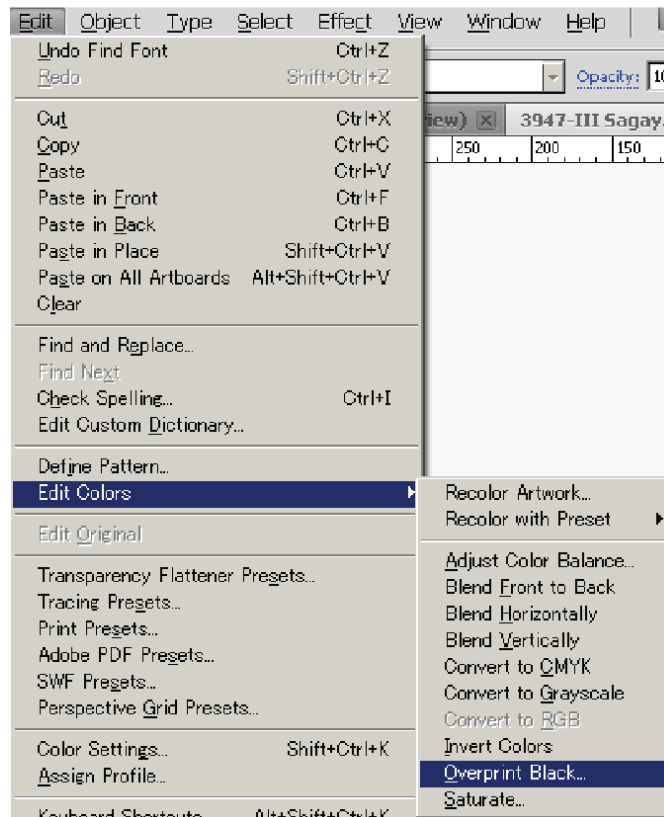 Edit Object Type Select Effect View Window Help
Undo Find Font Ctrl+Z
Redo Shift+Ctrl+Z
Opacity: 10
Cut Ctrl+X
iew) 3947-III Sagay.
Copy Ctrl+C
250 200 150
Paste Ctrl+V
Paste in Front Ctrl+F
Paste in Back Ctrl+B
Paste in Place Shift+Ctrl+V
Paste on All Artboards Alt+Shift+Ctrl+V
Clear
Find and Replace...
Find Next
Check Spelling... Ctrl+I
Edit Custom Dictionary...
Define Pattern...
Edit Colors
Edit Original
Transparency Flattener Presets...
Tracing Presets...
Print Presets...
Adobe PDF Presets...
SWF Presets...
Perspective Grid Presets...
Color Settings... Shift+Ctrl+K
Assign Profile...
Keyboard Shortcuts... Alt+Shift+Ctrl+K
Recolor Artwork...
Recolor with Preset
Adjust Color Balance...
Blend Front to Back
Blend Horizontally
Blend Vertically
Convert to CMYK
Convert to Grayscale
Convert to RGB
Invert Colors
Overprint Black...
Saturate...